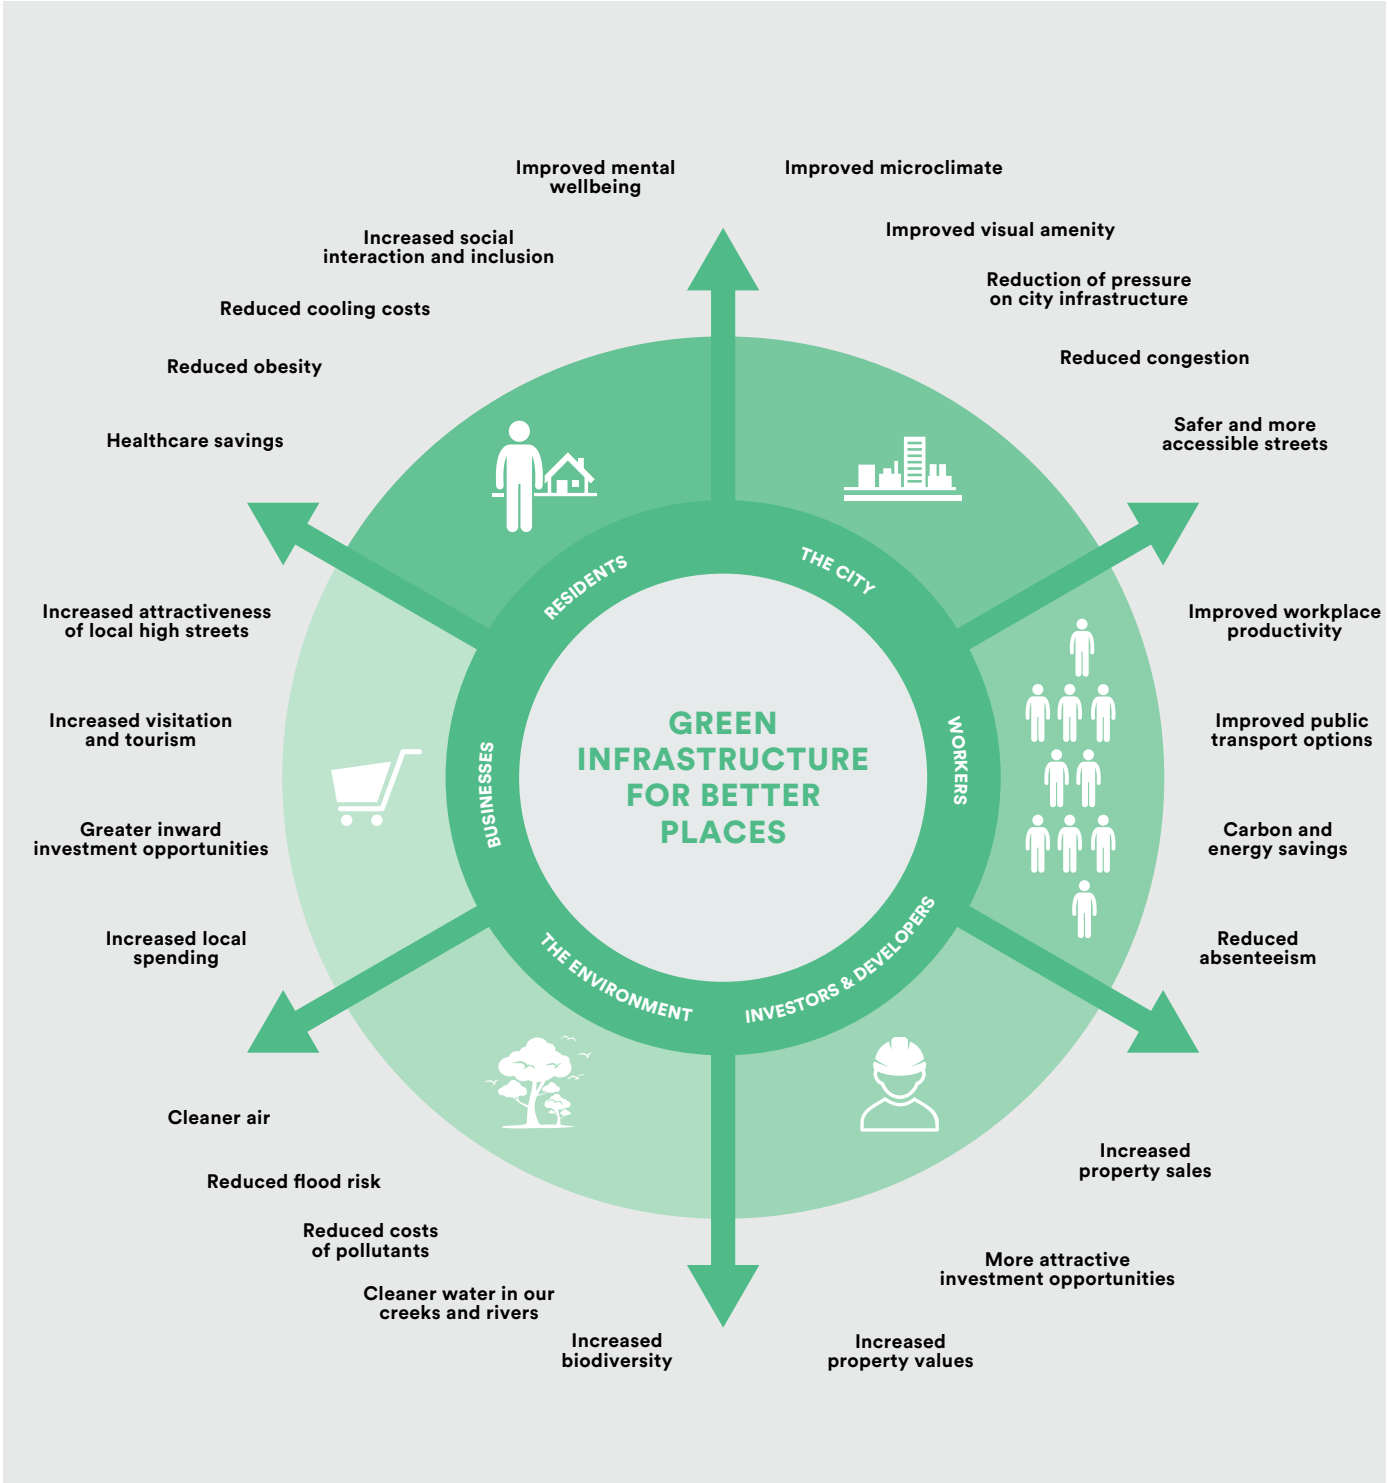 Improved mental
wellbeing
Increased social
interaction and inclusion
Reduced cooling costs
Reduced obesity
Healthcare savings
Improved microclimate
Improved visual amenity
Reduction of pressure
on city infrastructure
Reduced congestion
Safer and more
accessible streets
RESIDENTS
THE CITY
WORKERS
INVESTORS & DEVELOPERS
THE ENVIRONMENT
BUSINESSES
GREEN
INFRASTRUCTURE
FOR BETTER
PLACES
Increased attractiveness
of local high streets
Increased visitation
and tourism
Greater inward
investment opportunities
Increased local
spending
Improved workplace
productivity
Improved public
transport options
Carbon and
energy savings
Reduced
absenteeism
Cleaner air
Reduced flood risk
Reduced costs
of pollutants
Cleaner water in our
creeks and rivers
Increased
biodiversity
Increased
property sales
More attractive
investment opportunities
Increased
property values